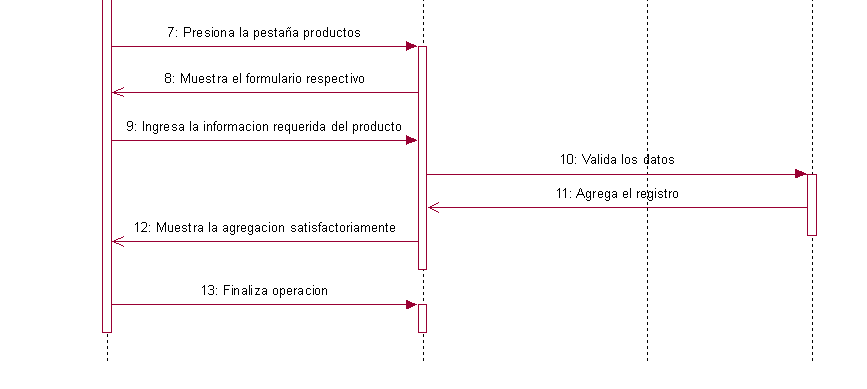 7: Presiona la pestaña productos
8: Muestra el formulario respectivo
9: Ingresa la informacion requerida del producto
10: Valida los datos
11: Agrega el registro
12: Muestra la agregacion satisfactoriamente
13: Finaliza operacion